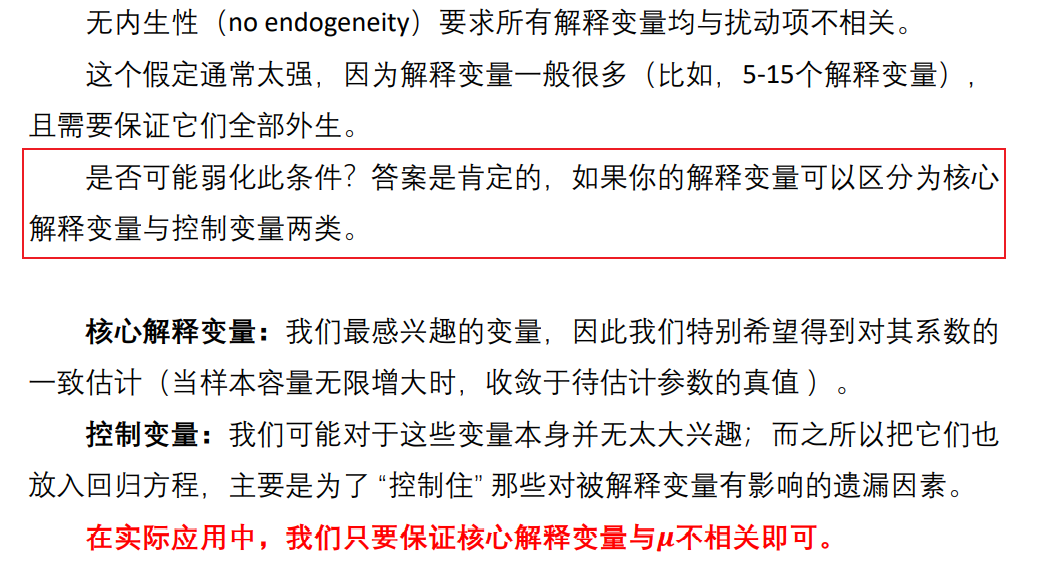 无内生性（no endogeneity）要求所有解释变量均与扰动项不相关。
这个假定通常太强，因为解释变量一般很多（比如，5-15个解释变量），
且需要保证它们全部外生。
是否可能弱化此条件？答案是肯定的，如果你的解释变量可以区分为核心
解释变量与控制变量两类。
核心解释变量：我们最感兴趣的变量，因此我们特别希望得到对其系数的
一致估计（当样本容量无限增大时，收敛于待估计参数的真值 ）。
控制变量：我们可能对于这些变量本身并无太大兴趣；而之所以把它们也
放入回归方程，主要是为了 “控制住” 那些对被解释变量有影响的遗漏因素。
在实际应用中，我们只要保证核心解释变量与μ不相关即可。